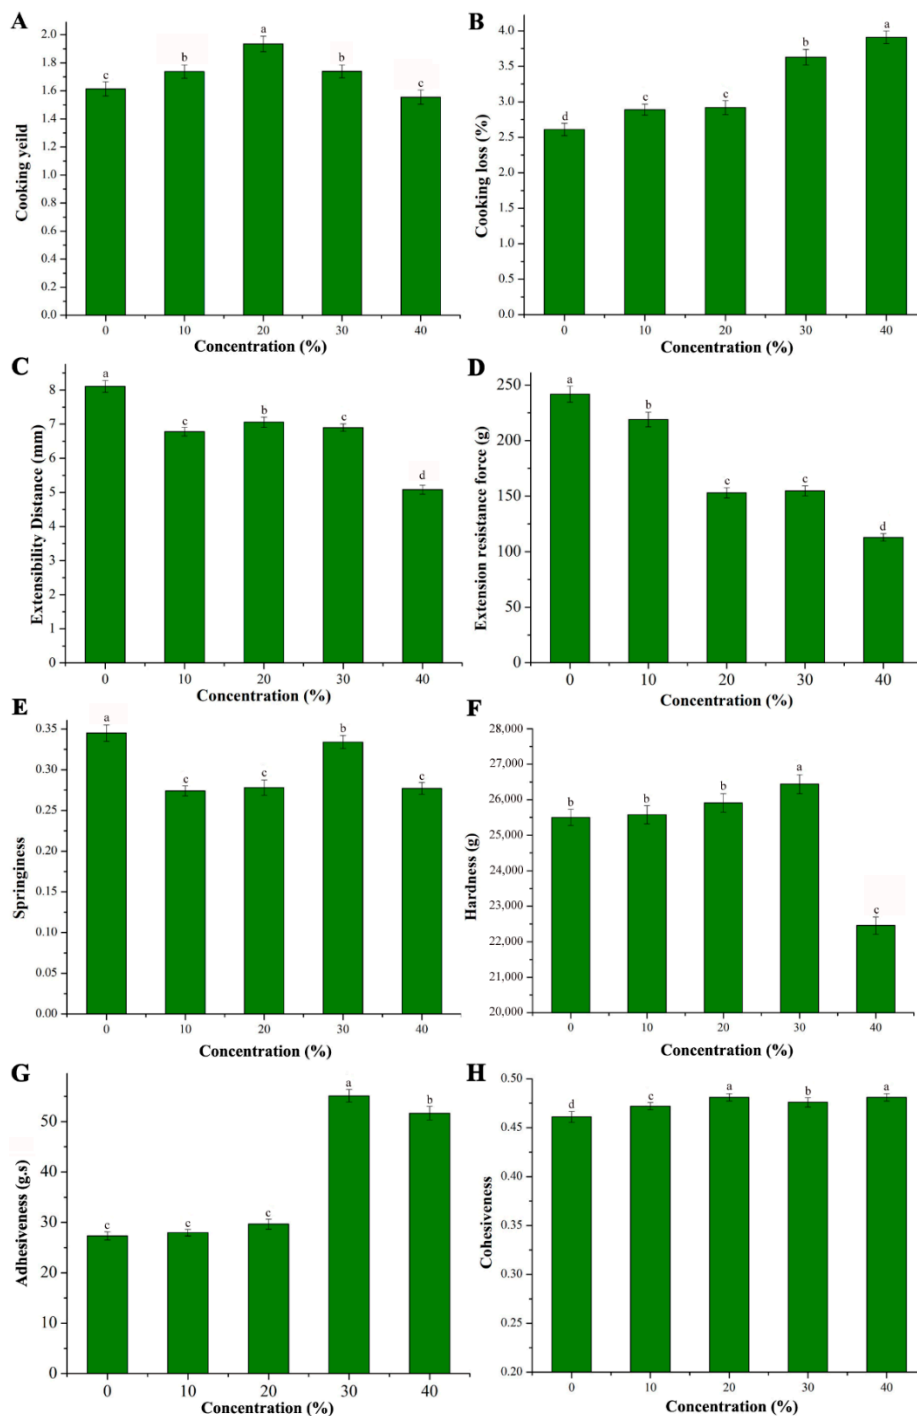 A
Cooking yeild
2.0
1.8
1.6
1.4
1.2
1.0
0.8
0.6
0.4
0.2
0.0
c
b
a
b
c
0 10 20 30 40
Concentration (%)
B
Cooking loss (%)
4.0
3.5
3.0
2.5
2.0
1.5
1.0
0.5
0.0
d
c
c
b
a
0 10 20 30 40
Concentration (%)
C
Extensibility Distance (mm)
8
7
6
5
4
3
2
1
0
a
c
b
c
d
0 10 20 30 40
Concentration (%)
D
Extension resistance force (g)
250
200
150
100
50
0
a
b
c
c
d
0 10 20 30 40
Concentration (%)
E
Springiness
0.35
0.30
0.25
0.20
0.15
0.10
0.05
0.00
a
c
c
b
c
0 10 20 30 40
Concentration (%)
F
Hardness (g)
28,000
27,000
26,000
25,000
24,000
23,000
22,000
21,000
20,000
b
b
b
a
c
0 10 20 30 40
Concentration (%)
G
Adhesiveness (g.s)
50
40
30
20
10
0
c
c
c
a
b
0 10 20 30 40
Concentration (%)
H
Cohesiveness
0.50
0.45
0.40
0.35
0.30
0.25
0.20
d
c
a
b
a
0 10 20 30 40
Concentration (%)